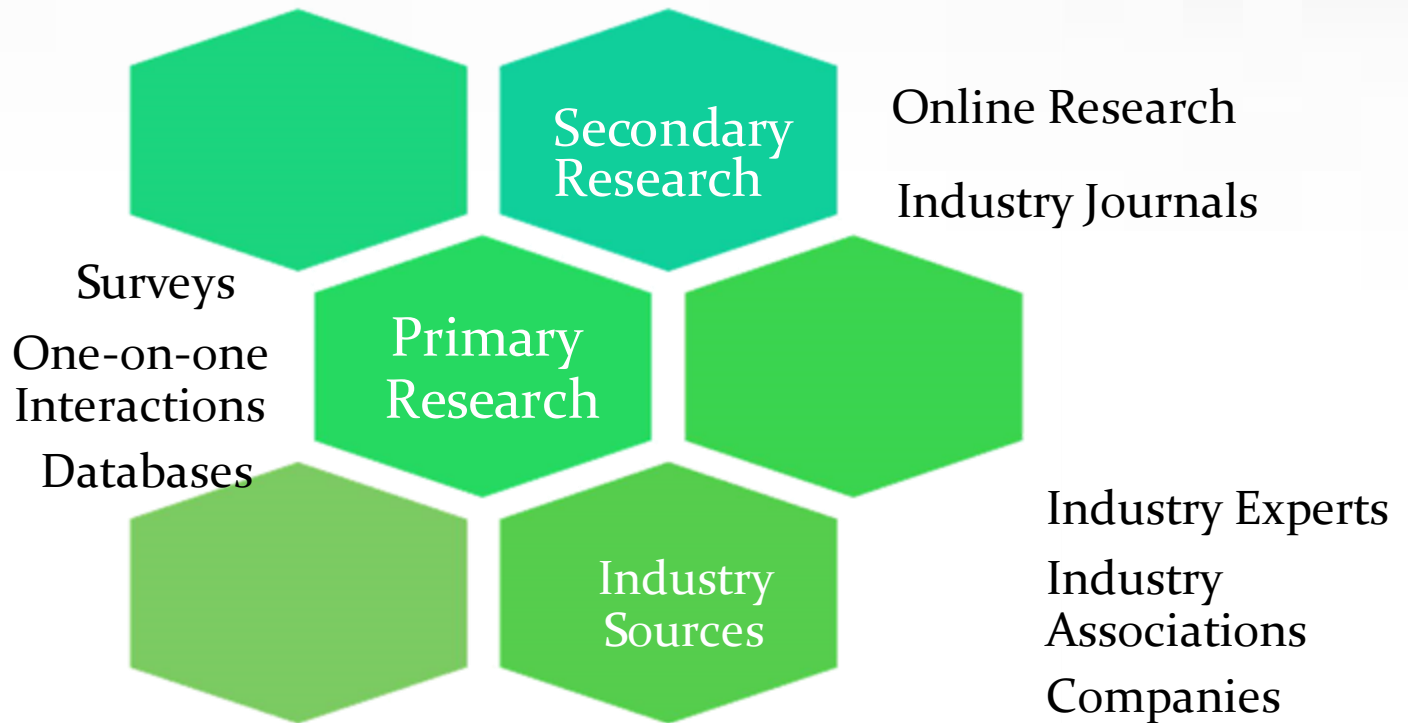 Secondary
Research
Online Research
Industry Journals
Surveys
One-on-one
Interactions
Databases
Primary
Research
Industry
Sources
Industry Experts
Industry
Associations
Companies